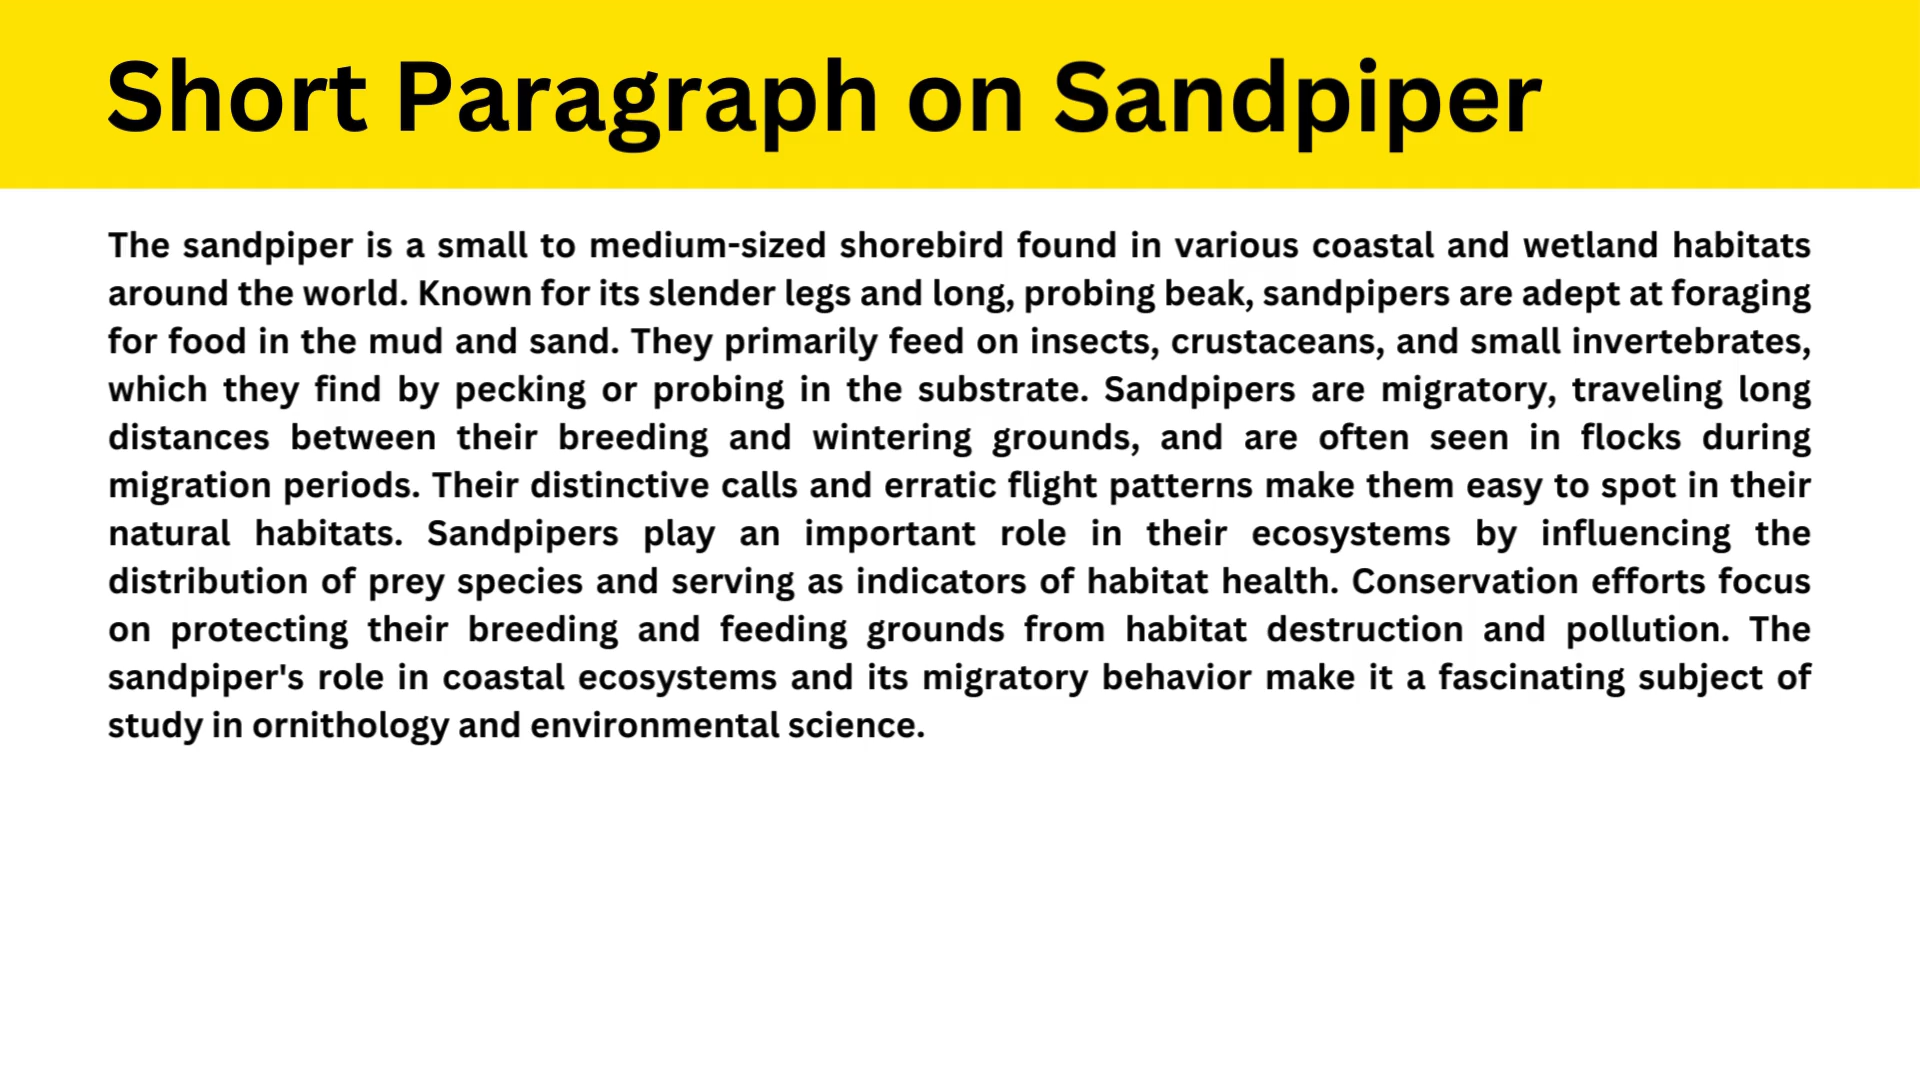 Short Paragraph on Sandpiper
The sandpiper is a small to medium-sized shorebird found in various coastal and wetland habitats
around the world. Known for its slender legs and long, probing beak, sandpipers are adept at foraging
for food in the mud and sand. They primarily feed on insects, crustaceans, and small invertebrates,
which they find by pecking or probing in the substrate. Sandpipers are migratory, traveling long
distances between their breeding and wintering grounds, and are often seen in flocks during
migration periods. Their distinctive calls and erratic flight patterns make them easy to spot in their
natural habitats. Sandpipers play an important role in their ecosystems by influencing the
distribution of prey species and serving as indicators of habitat health. Conservation efforts focus
on protecting their breeding and feeding grounds from habitat destruction and pollution. The
sandpiper's role in coastal ecosystems and its migratory behavior make it a fascinating subject of
study in ornithology and environmental science.